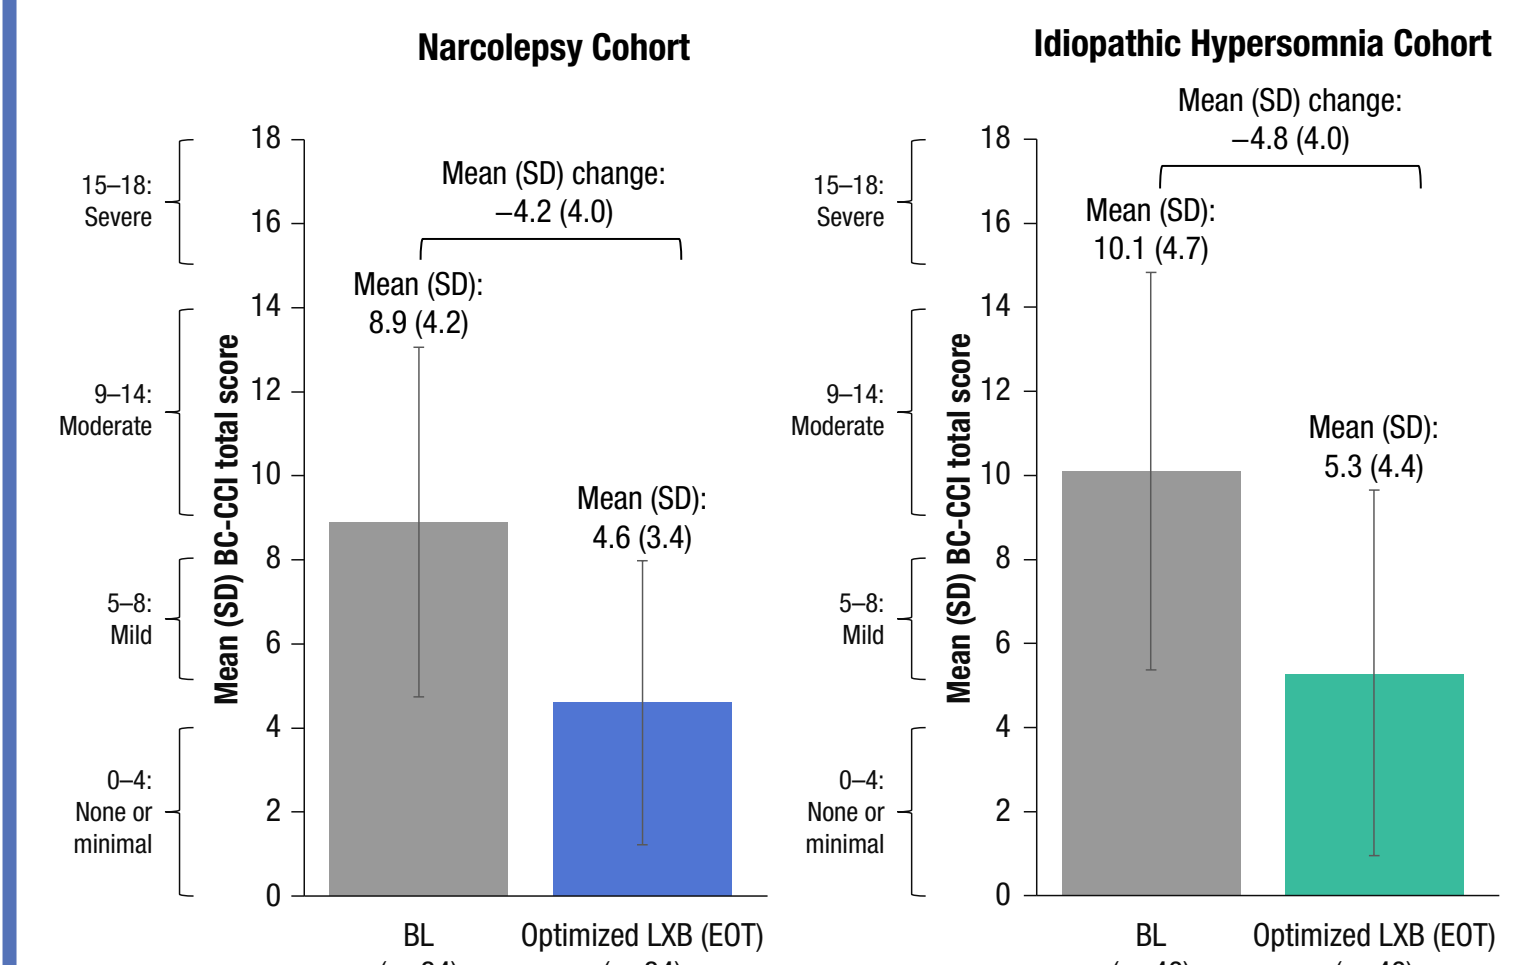 Narcolepsy Cohort
Mean (SD) BC-CCI total score
18
16
14
12
10
8
6
4
2
0
15–18:
Severe
9–14:
Moderate
5–8:
Mild
0–4:
None or
minimal
Mean (SD) change:
−4.2 (4.0)
Mean (SD):
8.9 (4.2)
Mean (SD):
4.6 (3.4)
BL
Optimized LXB (EOT)
Idiopathic Hypersomnia Cohort
Mean (SD) BC-CCI total score
18
16
14
12
10
8
6
4
2
0
15–18:
Severe
9–14:
Moderate
5–8:
Mild
0–4:
None or
minimal
Mean (SD) change:
−4.8 (4.0)
Mean (SD):
10.1 (4.7)
Mean (SD):
5.3 (4.4)
BL
Optimized LXB (EOT)